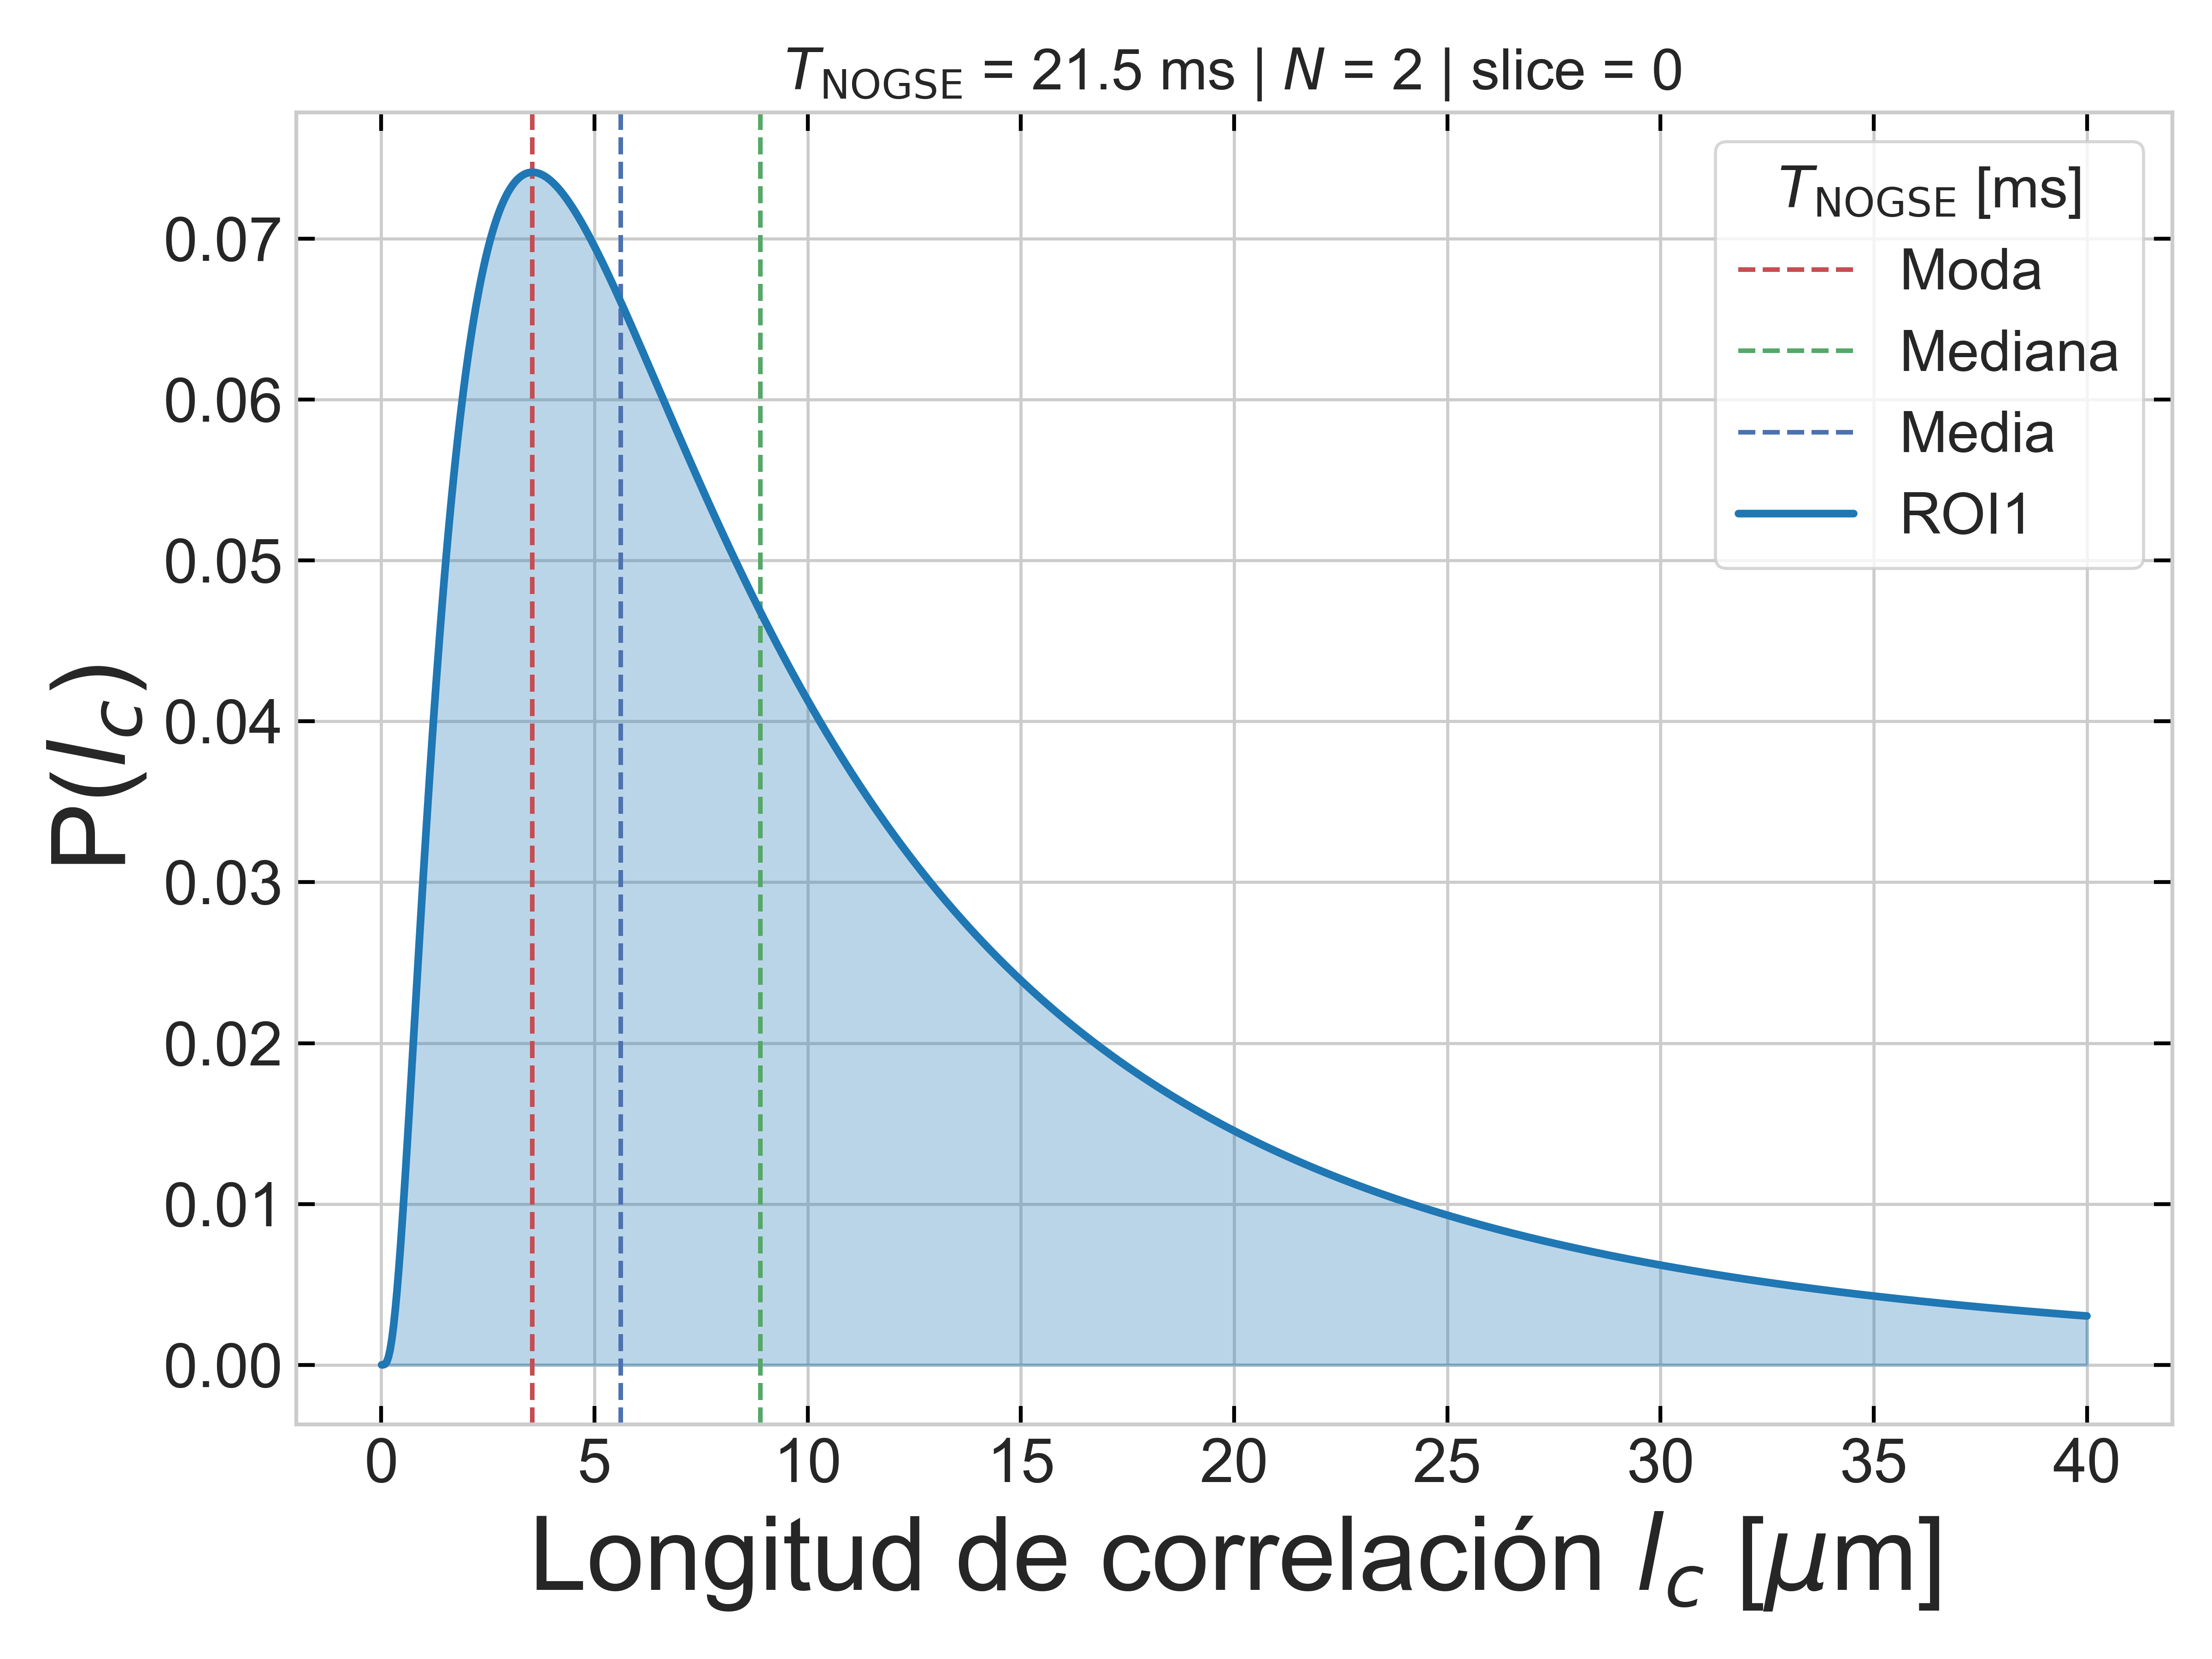 T_NOGSE = 21.5 ms | N = 2 | slice = 0
T_NOGSE [ms]
Moda
Mediana
Media
ROI1
P(l_c)
0.07
0.06
0.05
0.04
0.03
0.02
0.01
0.00
0 5 10 15 20 25 30 35 40
Longitud de correlación l_c [μm]